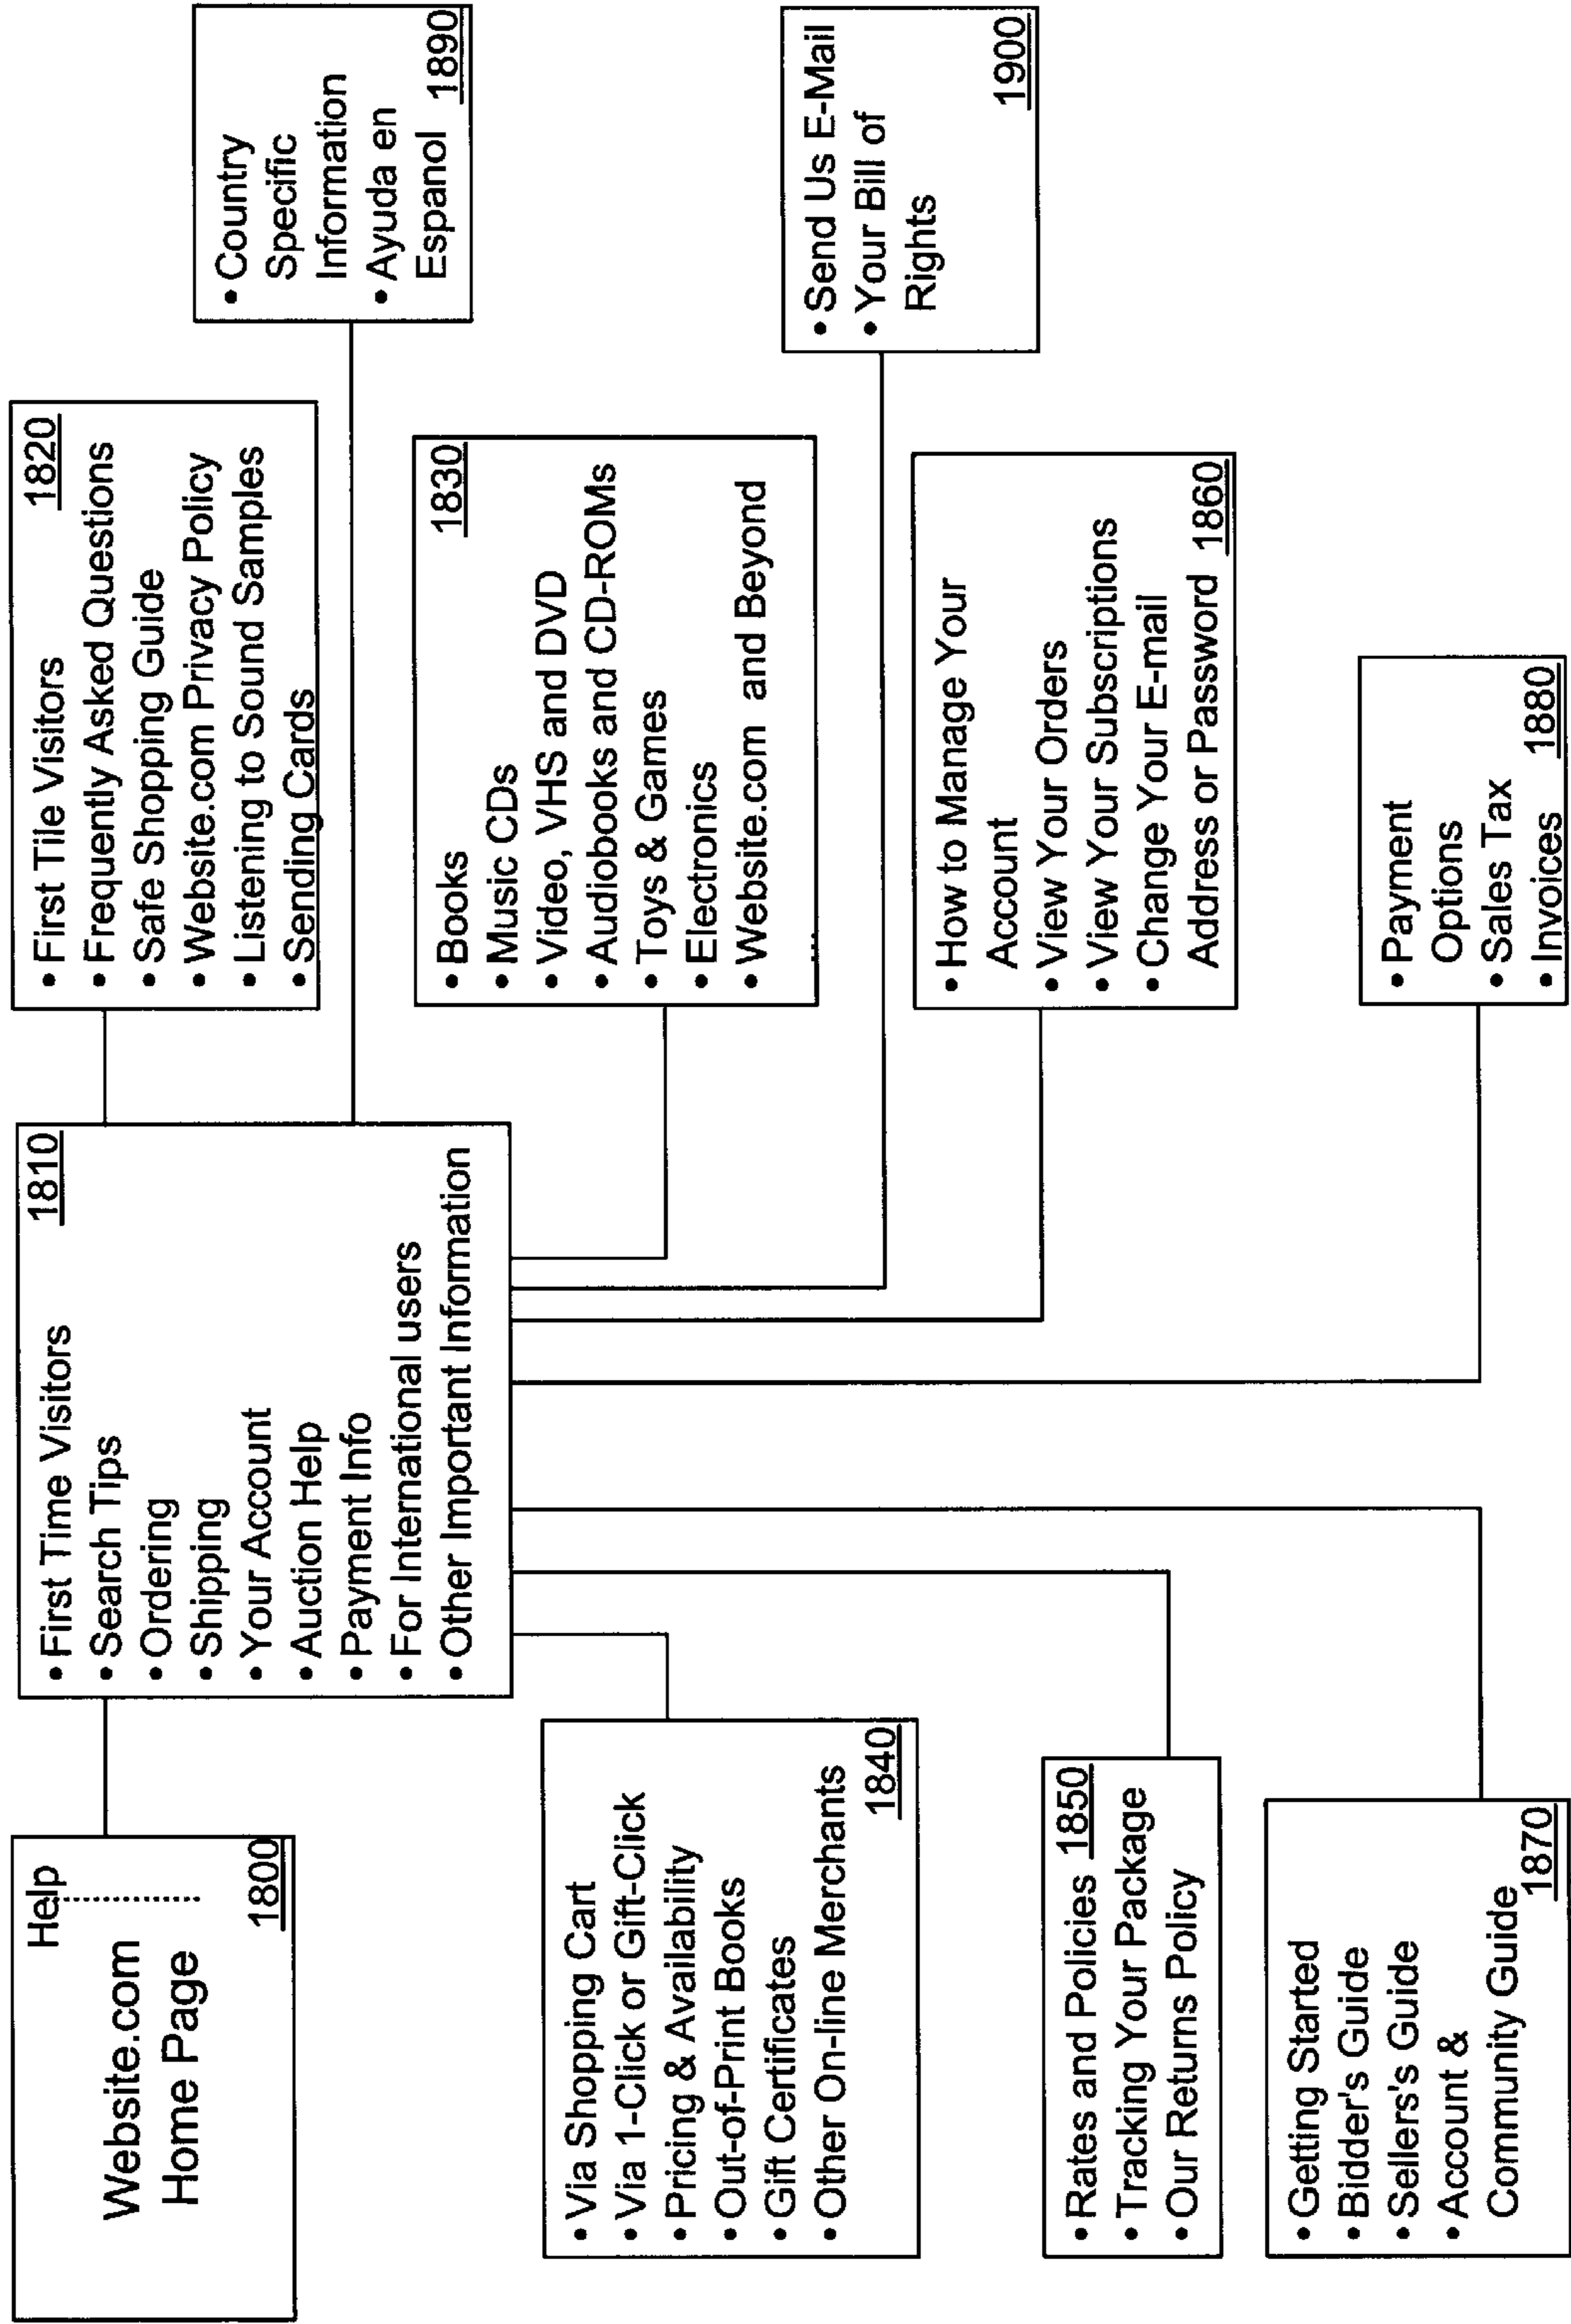 Help
Website.com
Home Page
1800
1810
• First Time Visitors
• Search Tips
• Ordering
• Shipping
• Your Account
• Auction Help
• Payment Info
• For International users
• Other Important Information
1820
• First Tile Visitors
• Frequently Asked Questions
• Safe Shopping Guide
• Website.com Privacy Policy
• Listening to Sound Samples
• Sending Cards
• Country
Specific
Information
• Ayuda en
Espanol 1890
1830
• Books
• Music CDs
• Video, VHS and DVD
• Audiobooks and CD-ROMs
• Toys & Games
• Electronics
• Website.com and Beyond
• Send Us E-Mail
• Your Bill of
Rights
1900
• Via Shopping Cart
• Via 1-Click or Gift-Click
• Pricing & Availability
• Out-of-Print Books
• Gift Certificates
• Other On-line Merchants
1840
• How to Manage Your
Account
• View Your Orders
• View Your Subscriptions
• Change Your E-mail
Address or Password 1860
• Rates and Policies 1850
• Tracking Your Package
• Our Returns Policy
• Getting Started
• Bidder's Guide
• Sellers's Guide
• Account &
Community Guide
1870
• Payment
Options
• Sales Tax
• Invoices 1880